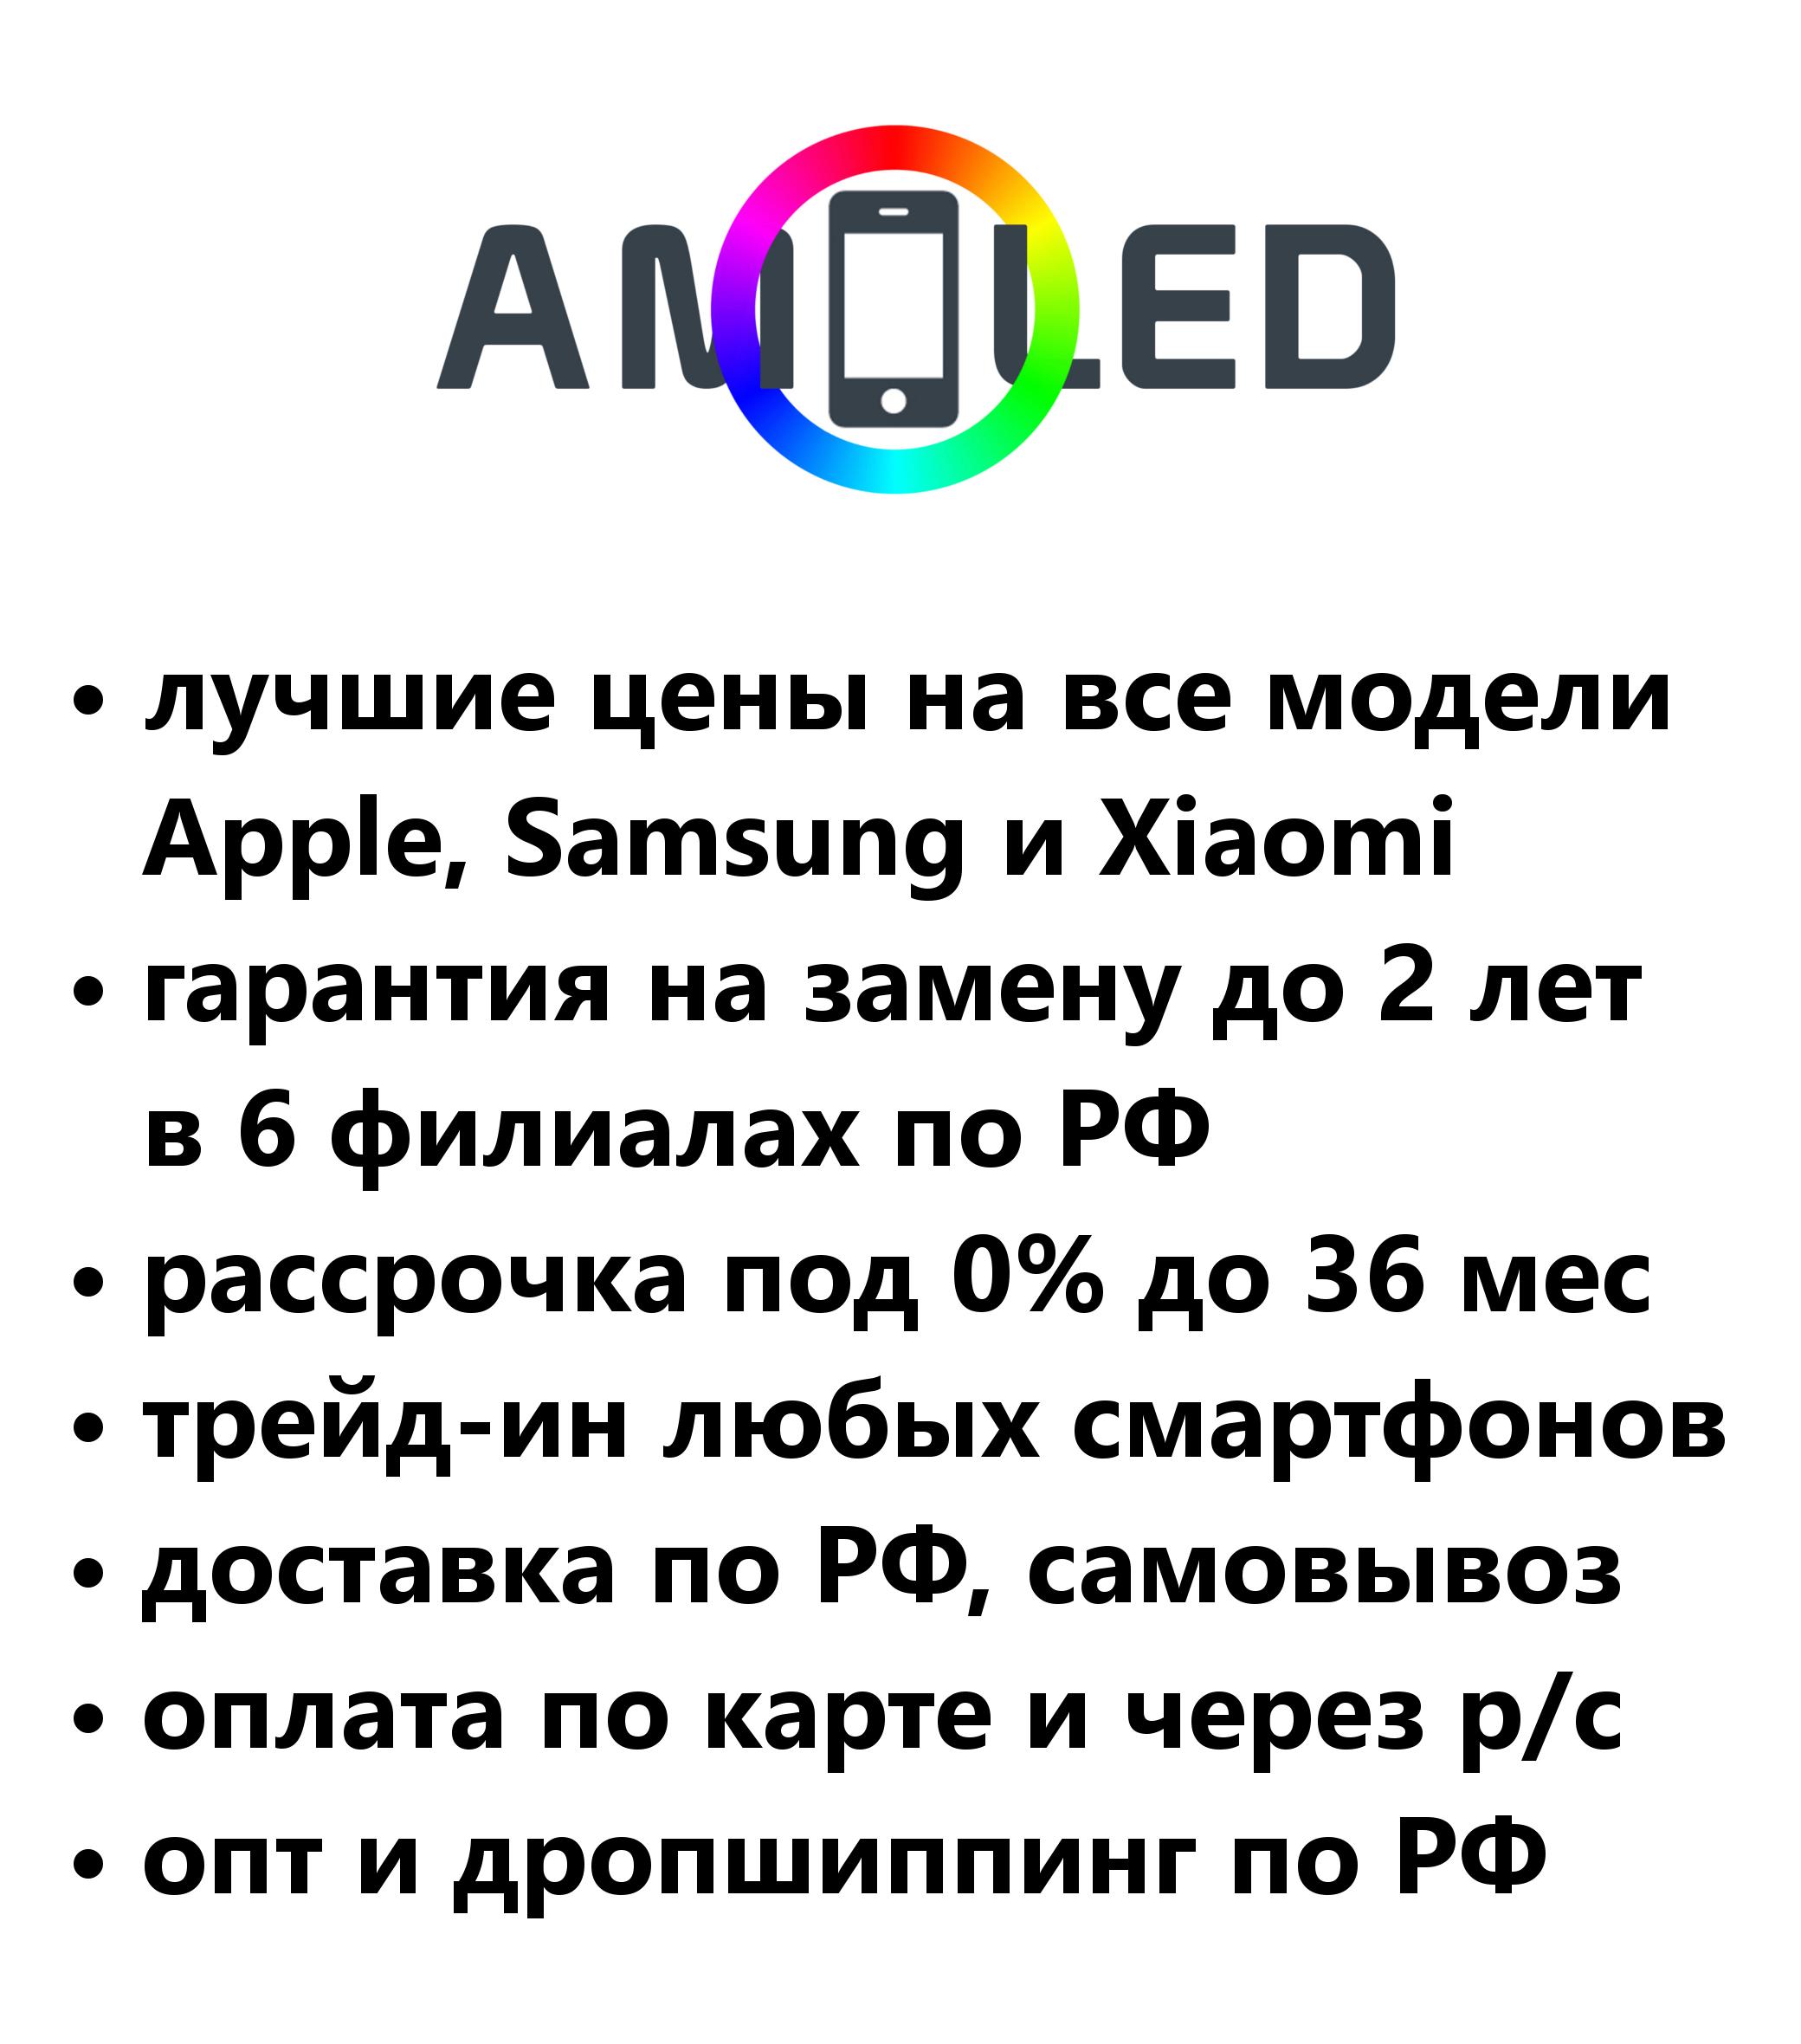 AMOLED
• лучшие цены на все модели
Apple, Samsung и Xiaomi
• гарантия на замену до 2 лет
в 6 филиалах по РФ
• рассрочка под 0% до 36 мес
• трейд-ин любых смартфонов
• доставка по РФ, самовывоз
• оплата по карте и через р/с
• опт и дропшиппинг по РФ